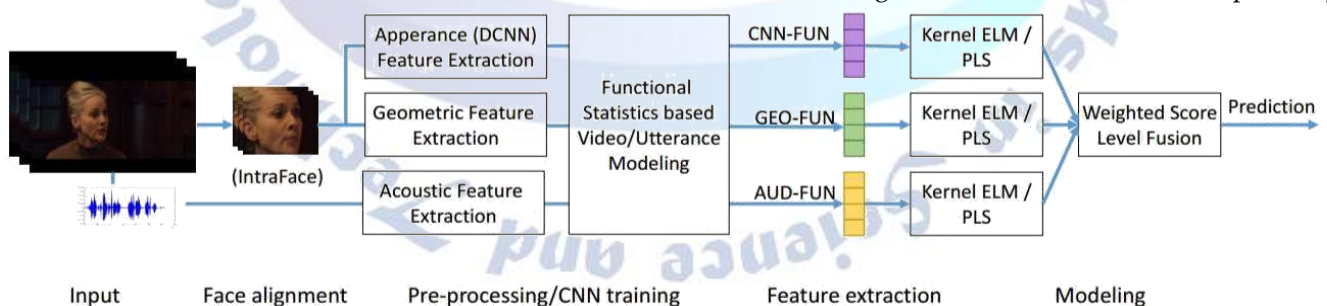 Apperance (DCNN)
Feature Extraction
Geometric Feature
Extraction
Acoustic Feature
Extraction
(IntraFace)
Functional
Statistics based
Video/Utterance
Modeling
CNN-FUN
GEO-FUN
AUD-FUN
Kernel ELM /
PLS
Kernel ELM /
PLS
Kernel ELM /
PLS
Weighted Score
Level Fusion
Prediction
Input
Face alignment
Pre-processing/CNN training
Feature extraction
Modeling
Science and